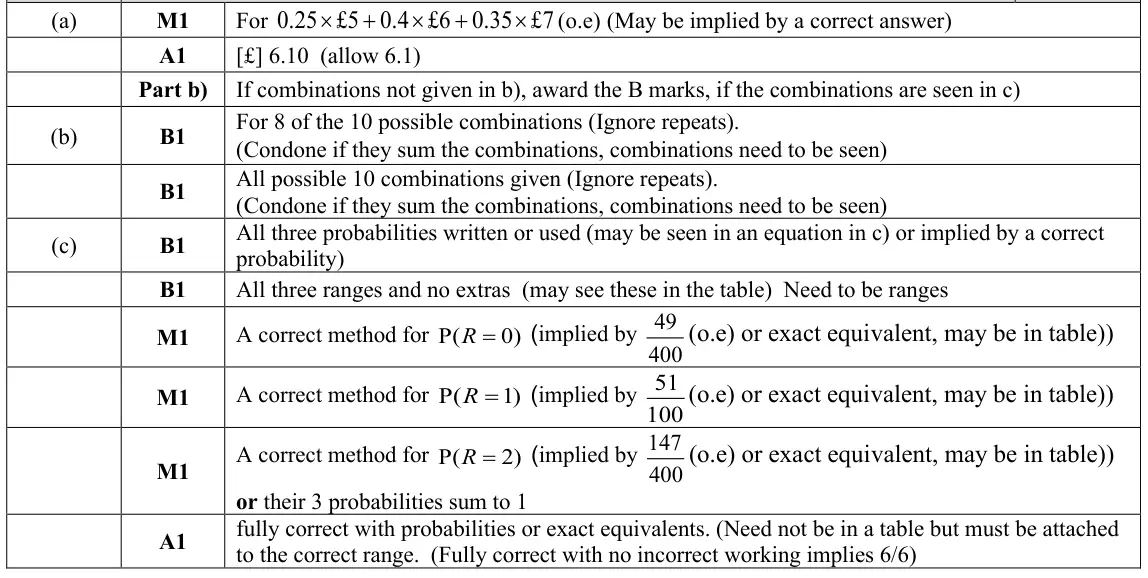 (a) M1 For 0.25×£5+0.4×£6+0.35×£7 (o.e) (May be implied by a correct answer)
A1 [£] 6.10 (allow 6.1)
Part b) If combinations not given in b), award the B marks, if the combinations are seen in c)
(b) B1 For 8 of the 10 possible combinations (Ignore repeats).
(Condone if they sum the combinations, combinations need to be seen)
B1 All possible 10 combinations given (Ignore repeats).
(Condone if they sum the combinations, combinations need to be seen)
(c) B1 All three probabilities written or used (may be seen in an equation in c) or implied by a correct
probability)
B1 All three ranges and no extras (may see these in the table) Need to be ranges
M1 A correct method for P(R = 0) (implied by 49/400 (o.e) or exact equivalent, may be in table))
M1 A correct method for P(R = 1) (implied by 51/100 (o.e) or exact equivalent, may be in table))
M1 A correct method for P(R = 2) (implied by 147/400 (o.e) or exact equivalent, may be in table))
or their 3 probabilities sum to 1
A1 fully correct with probabilities or exact equivalents. (Need not be in a table but must be attached
to the correct range. (Fully correct with no incorrect working implies 6/6)